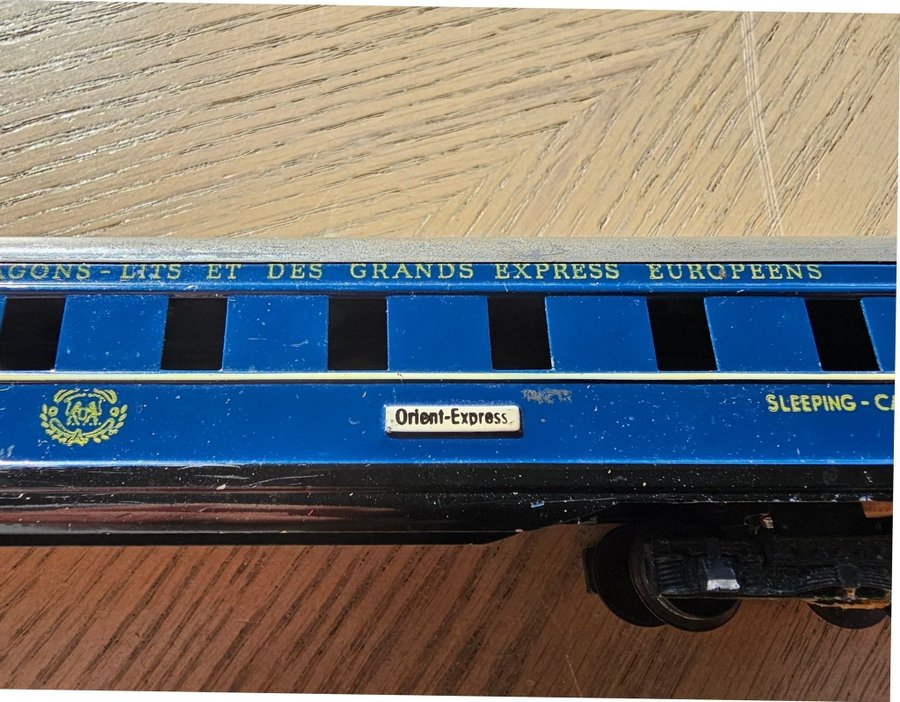 AGONS-LITS ET DES GRANDS EXPRESS EUROPEENS
Orient-Express
SLEEPING-CA